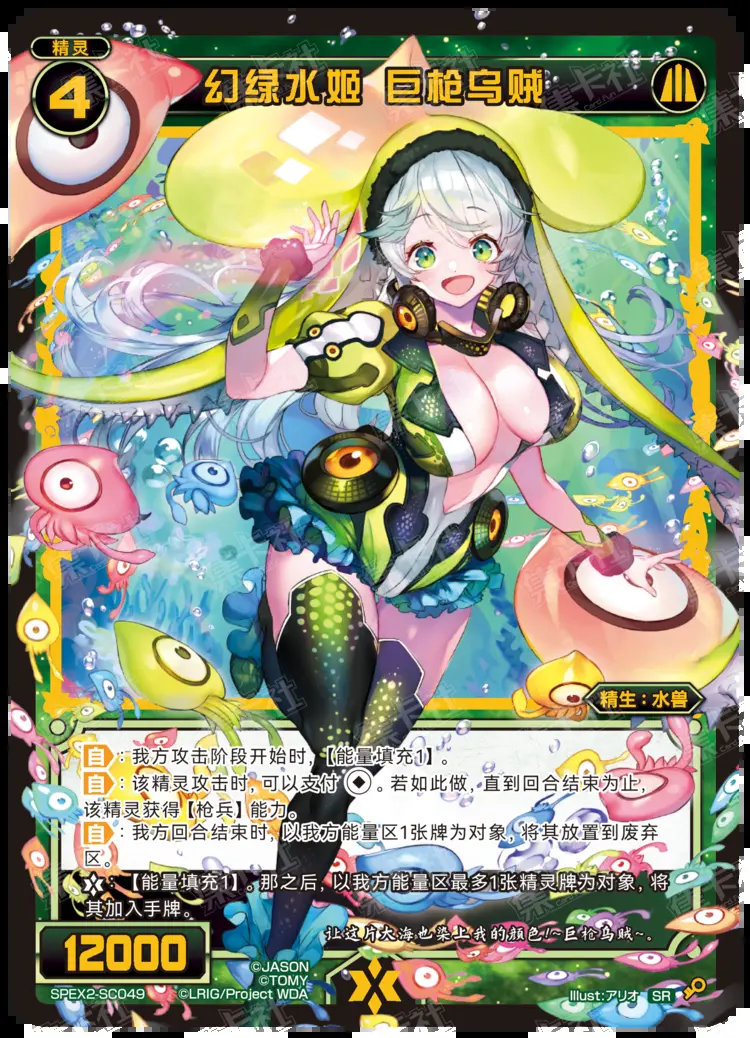 精灵
4
幻绿水姬 巨枪乌贼
精生：水兽
自：我方攻击阶段开始时，【能量填充1】。
自：该精灵攻击时，可以支付。若如此做，直到回合结束为止，
该精灵获得【枪兵】能力。
自：我方回合结束时，以我方能量区1张牌为对象，将其放置到废弃
区。
：【能量填充1】。那之后，以我方能量区最多1张精灵牌为对象，将
其加入手牌。
让这片大海也染上我的颜色!~巨枪乌贼~。
12000
©JASON
©TOMY
SPEX2-SC049 ©LRIG/Project WDA
Illust:アリオ SR
集卡社